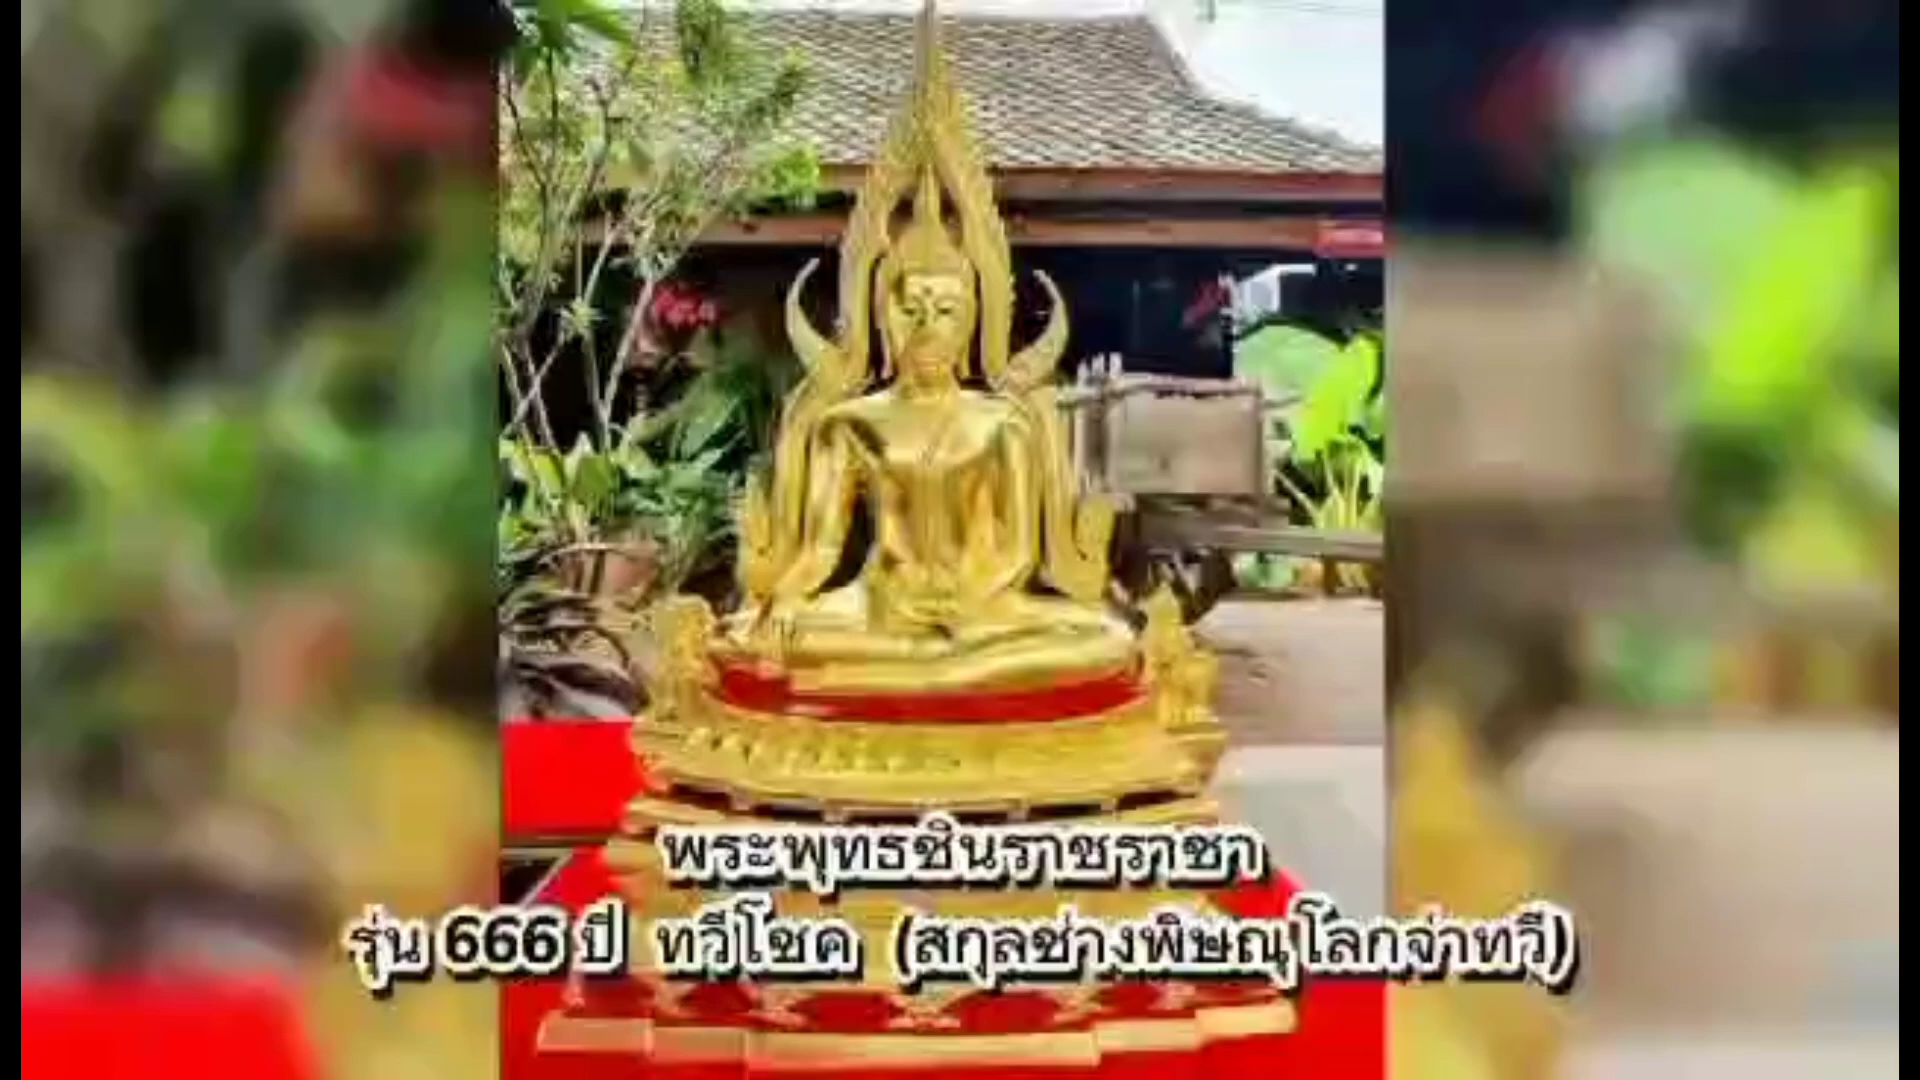 พระพุทธชินราชราชา
รุ่น 666 ปี ทวีโชค (สกุลช่างพิษณุโลกจ่าทวี)